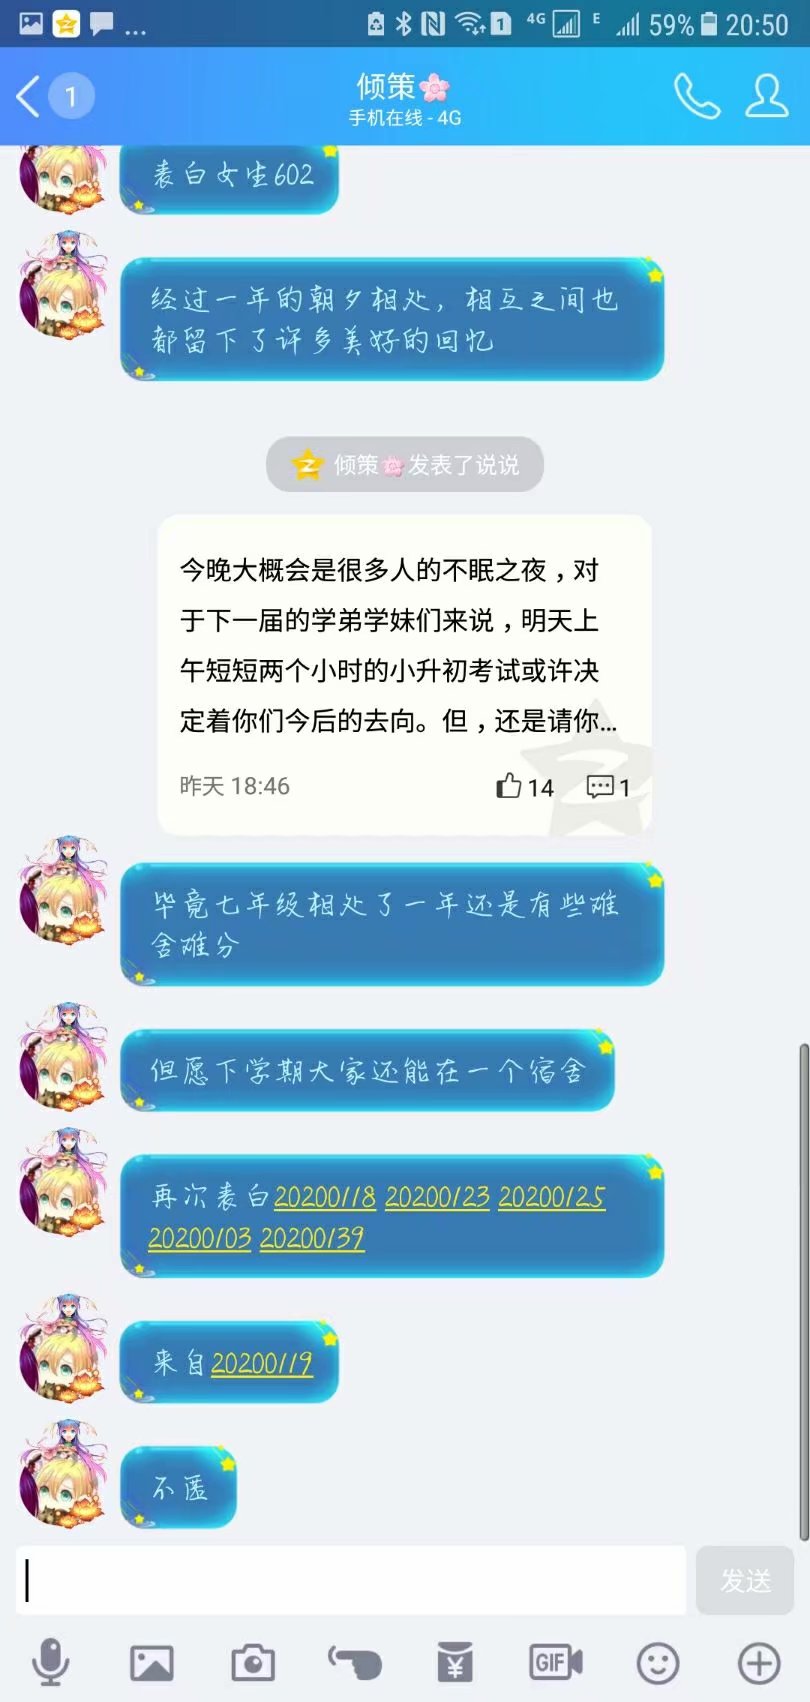 ... 1 4G E 59% 20:50
1 倾策
手机在线 - 4G
表白女生602
经过一年的朝夕相处，相互之间也
都留下了许多美好的回忆
倾策 发表了说说
今晚大概会是很多人的不眠之夜，对
于下一届的学弟学妹们来说，明天上
午短短两个小时的小升初考试或许决
定着你们今后的去向。但，还是请你...
昨天 18:46 14 1
毕竟七年级相处了一年还是有些难
舍难分
但愿下学期大家还能在一个宿舍
再次表白20200118 20200123 20200125
20200103 20200139
来自20200119
不匿
发送
GIF